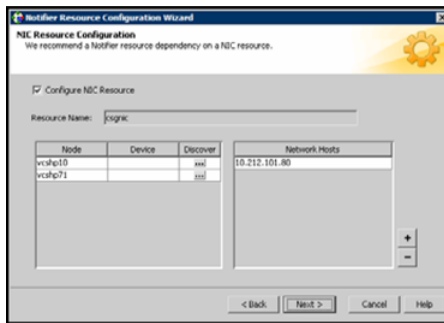 Notifier Resource Configuration Wizard
NIC Resource Configuration
We recommend a Notifier resource dependency on a NIC resource.
Configure NIC Resource
Resource Name: csgnic
Node Device Discover Network Hosts
vcshp10 ... 10.212.101.80
vcshp71 ...
+
-
< Back Next > Cancel Help